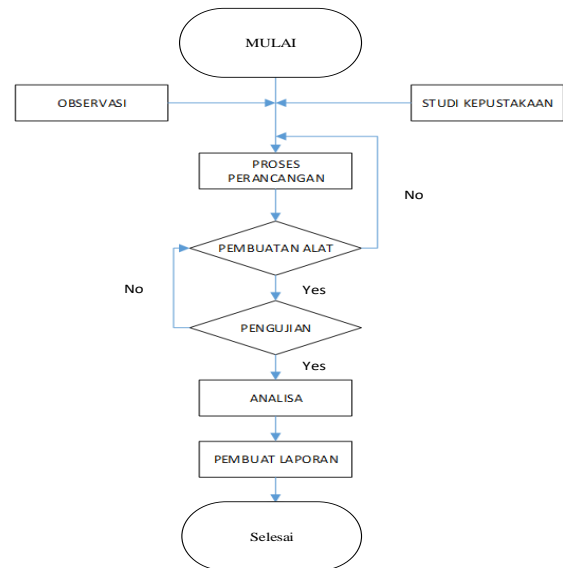 MULAI
OBSERVASI
STUDI KEPUSTAKAAN
PROSES
PERANCANGAN
No
PEMBUATAN ALAT
No
Yes
PENGUJIAN
Yes
ANALISA
PEMBUAT LAPORAN
Selesai